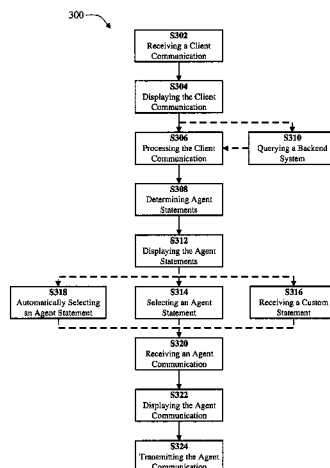 300
S302
Receiving a Client
Communication
S304
Displaying the Client
Communication
S306
Processing the Client
Communication
S310
Querying a Backend
System
S308
Determining Agent
Statements
S312
Displaying the Agent
Statements
S318
Automatically Selecting
an Agent Statement
S314
Selecting an Agent
Statement
S316
Receiving a Custom
Statement
S320
Receiving an Agent
Communication
S322
Displaying the Agent
Communication
S324
Transmitting the Agent
Communication